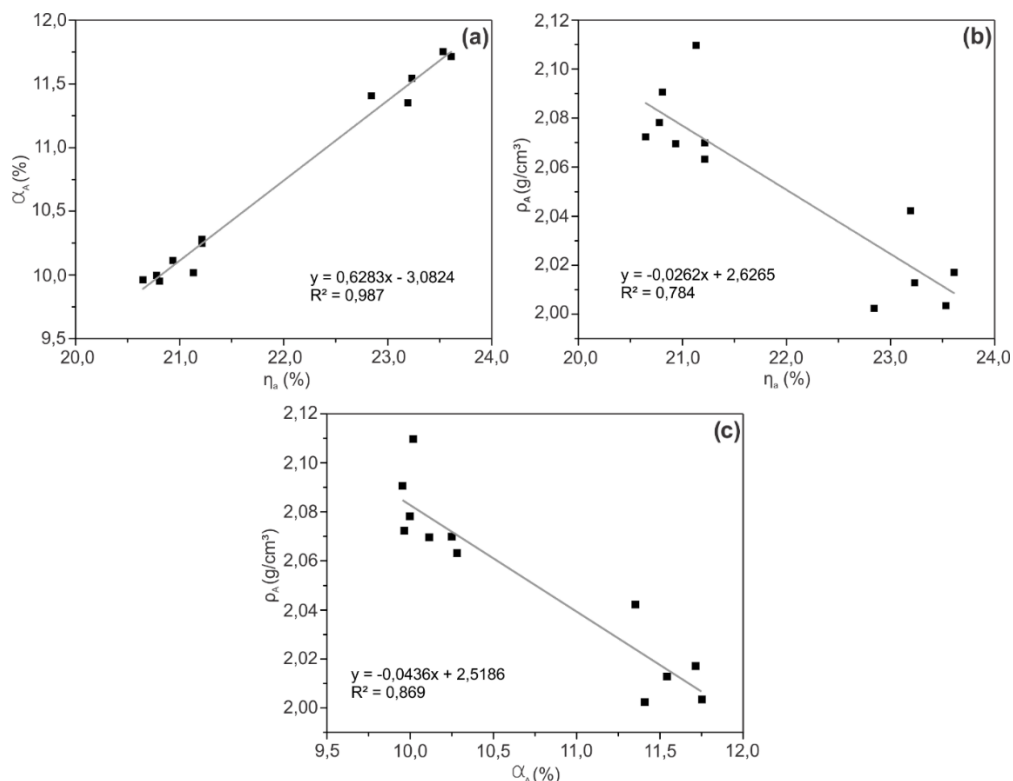 (a)
12,0
11,5
11,0
10,5
10,0
9,5
α_A (%)
y = 0,6283x - 3,0824
R² = 0,987
20,0 21,0 22,0 23,0 24,0
η_a (%)
(b)
2,12
2,10
2,08
2,06
2,04
2,02
2,00
ρ_A (g/cm³)
y = -0,0262x + 2,6265
R² = 0,784
20,0 21,0 22,0 23,0 24,0
η_a (%)
(c)
2,12
2,10
2,08
2,06
2,04
2,02
2,00
ρ_A (g/cm³)
y = -0,0436x + 2,5186
R² = 0,869
9,5 10,0 10,5 11,0 11,5 12,0
α_A (%)